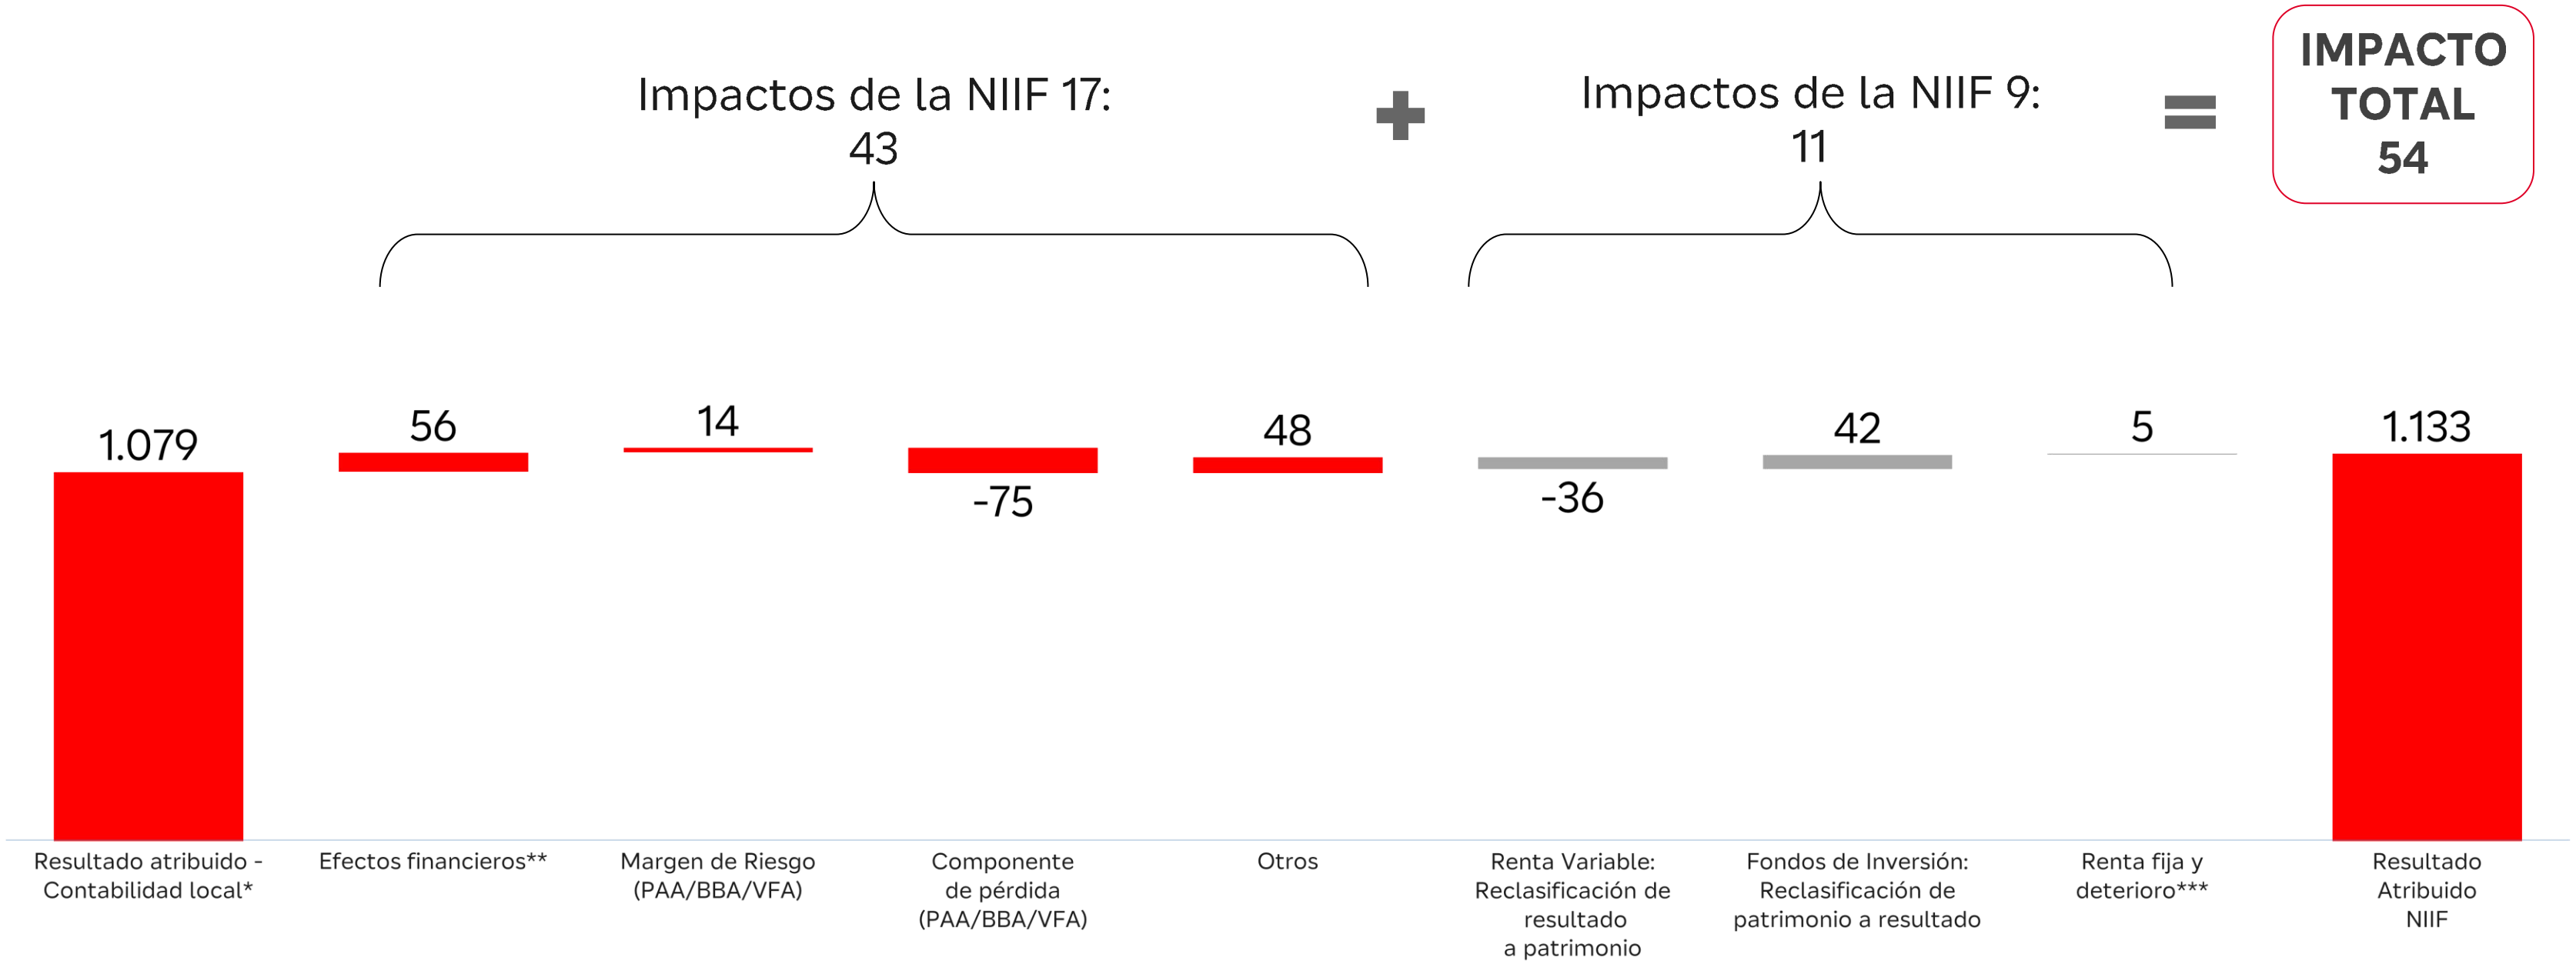 Impactos de la NIIF 17:
43
Impactos de la NIIF 9:
11
IMPACTO
TOTAL
54
1.079
56
14
-75
48
-36
42
5
1.133
Resultado atribuido -
Contabilidad local*
Efectos financieros**
Margen de Riesgo
(PAA/BBA/VFA)
Componente
de pérdida
(PAA/BBA/VFA)
Otros
Renta Variable:
Reclasificación de
resultado
a patrimonio
Fondos de Inversión:
Reclasificación de
patrimonio a resultado
Renta fija y
deterioro***
Resultado
Atribuido
NIIF